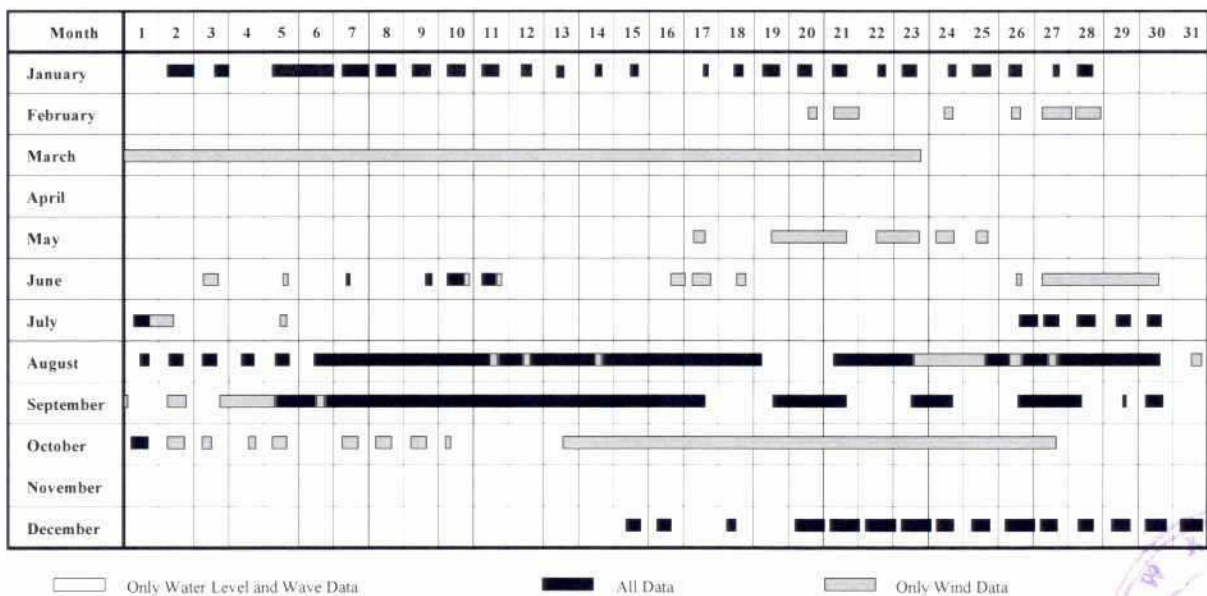 Month 1 2 3 4 5 6 7 8 9 10 11 12 13 14 15 16 17 18 19 20 21 22 23 24 25 26 27 28 29 30 31
January
February
March
April
May
June
July
August
September
October
November
December
Only Water Level and Wave Data All Data Only Wind Data